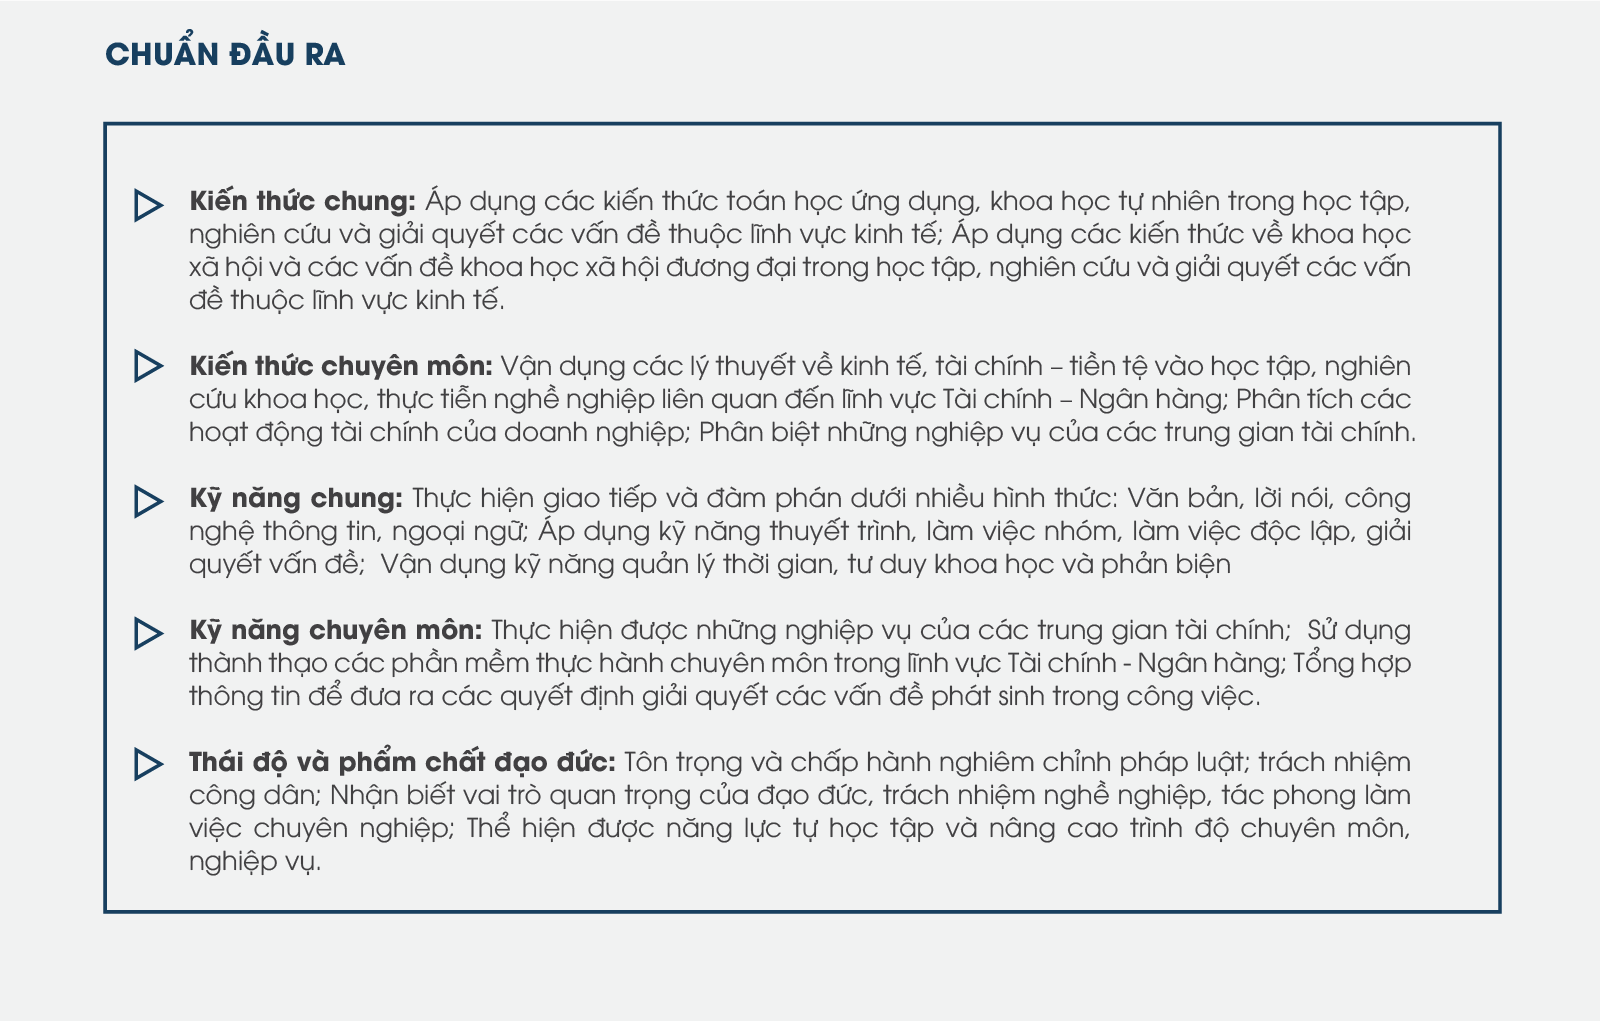 CHUẨN ĐẦU RA
Kiến thức chung: Áp dụng các kiến thức toán học ứng dụng, khoa học tự nhiên trong học tập,
nghiên cứu và giải quyết các vấn đề thuộc lĩnh vực kinh tế; Áp dụng các kiến thức về khoa học
xã hội và các vấn đề khoa học xã hội đương đại trong học tập, nghiên cứu và giải quyết các vấn
đề thuộc lĩnh vực kinh tế.
Kiến thức chuyên môn: Vận dụng các lý thuyết về kinh tế, tài chính – tiền tệ vào học tập, nghiên
cứu khoa học, thực tiễn nghề nghiệp liên quan đến lĩnh vực Tài chính – Ngân hàng; Phân tích các
hoạt động tài chính của doanh nghiệp; Phân biệt những nghiệp vụ của các trung gian tài chính.
Kỹ năng chung: Thực hiện giao tiếp và đàm phán dưới nhiều hình thức: Văn bản, lời nói, công
nghệ thông tin, ngoại ngữ; Áp dụng kỹ năng thuyết trình, làm việc nhóm, làm việc độc lập, giải
quyết vấn đề;  Vận dụng kỹ năng quản lý thời gian, tư duy khoa học và phản biện
Kỹ năng chuyên môn: Thực hiện được những nghiệp vụ của các trung gian tài chính;  Sử dụng
thành thạo các phần mềm thực hành chuyên môn trong lĩnh vực Tài chính - Ngân hàng; Tổng hợp
thông tin để đưa ra các quyết định giải quyết các vấn đề phát sinh trong công việc.
Thái độ và phẩm chất đạo đức: Tôn trọng và chấp hành nghiêm chỉnh pháp luật; trách nhiệm
công dân; Nhận biết vai trò quan trọng của đạo đức, trách nhiệm nghề nghiệp, tác phong làm
việc chuyên nghiệp; Thể hiện được năng lực tự học tập và nâng cao trình độ chuyên môn,
nghiệp vụ.